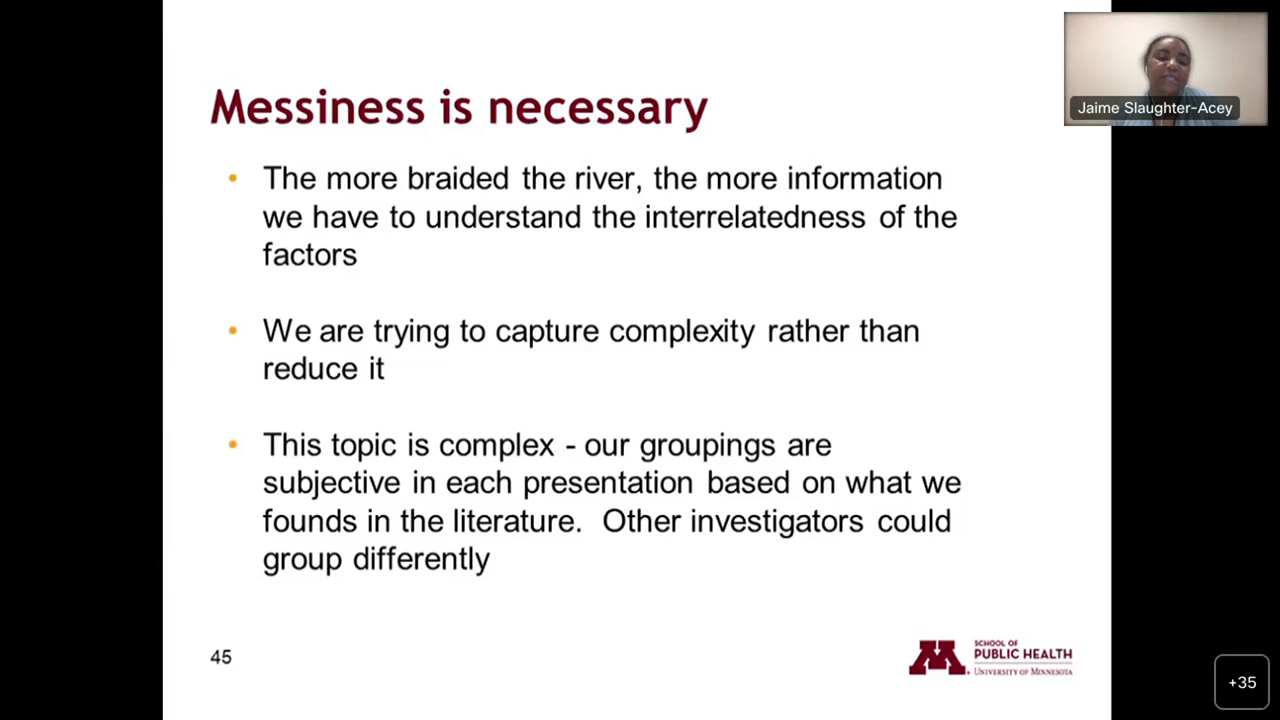 Messiness is necessary
• The more braided the river, the more information
we have to understand the interrelatedness of the
factors
• We are trying to capture complexity rather than
reduce it
• This topic is complex - our groupings are
subjective in each presentation based on what we
founds in the literature.  Other investigators could
group differently
45
M
SCHOOL OF
PUBLIC HEALTH
UNIVERSITY OF MINNESOTA
Jaime Slaughter-Acey
+35